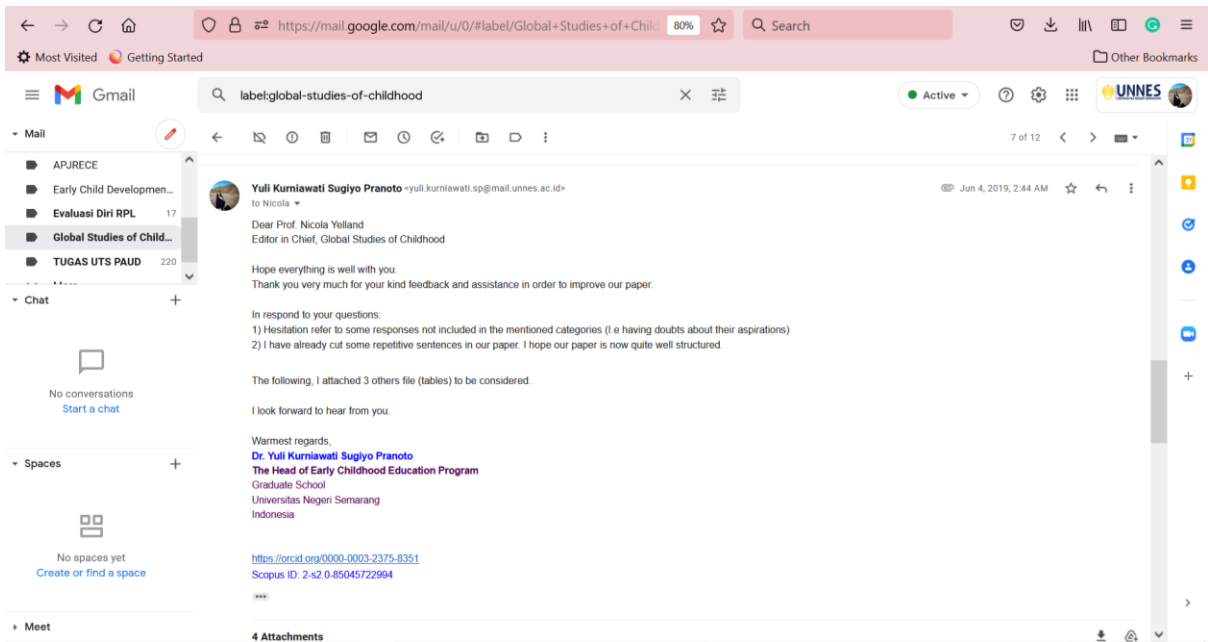 https://mail.google.com/mail/u/0/#label/Global+Studies+of+Chil
80%
Search
Most Visited
Getting Started
Other Bookmarks
Gmail
label:global-studies-of-childhood
Active
UNNES
Mail
7 of 12
APJRECE
Early Child Developmen...
Evaluasi Diri RPL 17
Global Studies of Child...
TUGAS UTS PAUD 220
Chat
No conversations
Start a chat
Spaces
No spaces yet
Create or find a space
Meet
Yuli Kurniawati Sugiyo Pranoto <yuli.kurniawati.sp@mail.unnes.ac.id>
Jun 4, 2019, 2:44 AM
to Nicola
Dear Prof. Nicola Yelland
Editor in Chief, Global Studies of Childhood
Hope everything is well with you.
Thank you very much for your kind feedback and assistance in order to improve our paper.
In respond to your questions:
1) Hesitation refer to some responses not included in the mentioned categories (I.e having doubts about their aspirations)
2) I have already cut some repetitive sentences in our paper. I hope our paper is now quite well structured.
The following, I attached 3 others file (tables) to be considered.
I look forward to hear from you.
Warmest regards,
Dr. Yuli Kurniawati Sugiyo Pranoto
The Head of Early Childhood Education Program
Graduate School
Universitas Negeri Semarang
Indonesia
https://orcid.org/0000-0003-2375-8351
Scopus ID: 2-s2.0-85045722994
4 Attachments